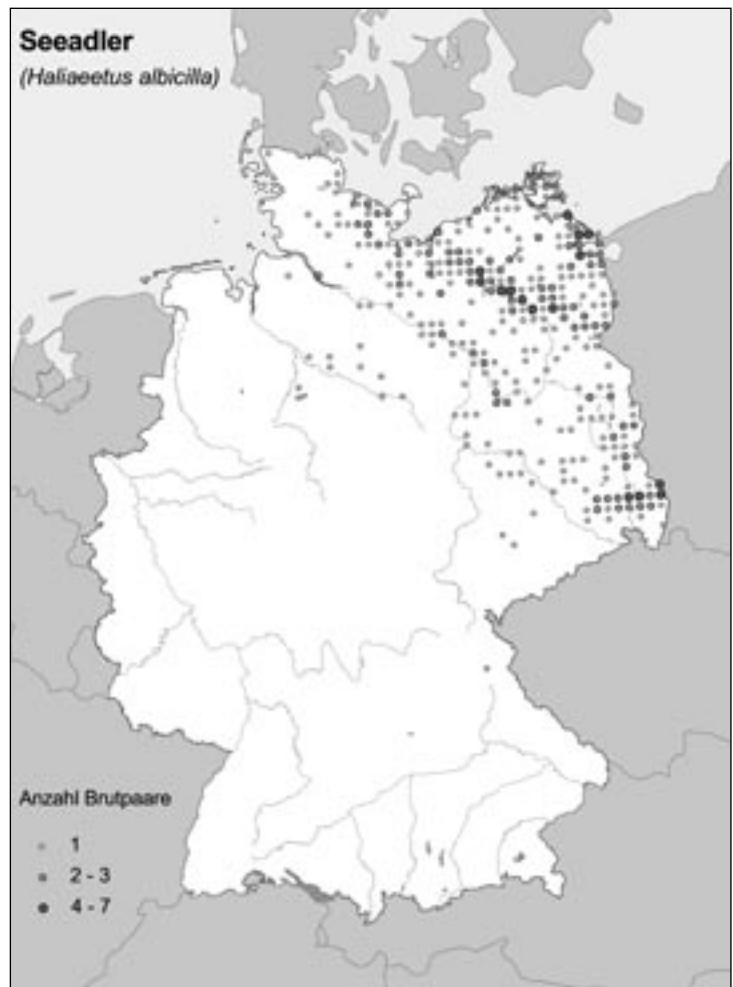 Seeadler
(Haliaeetus albicilla)
Anzahl Brutpaare
1
2 - 3
4 - 7